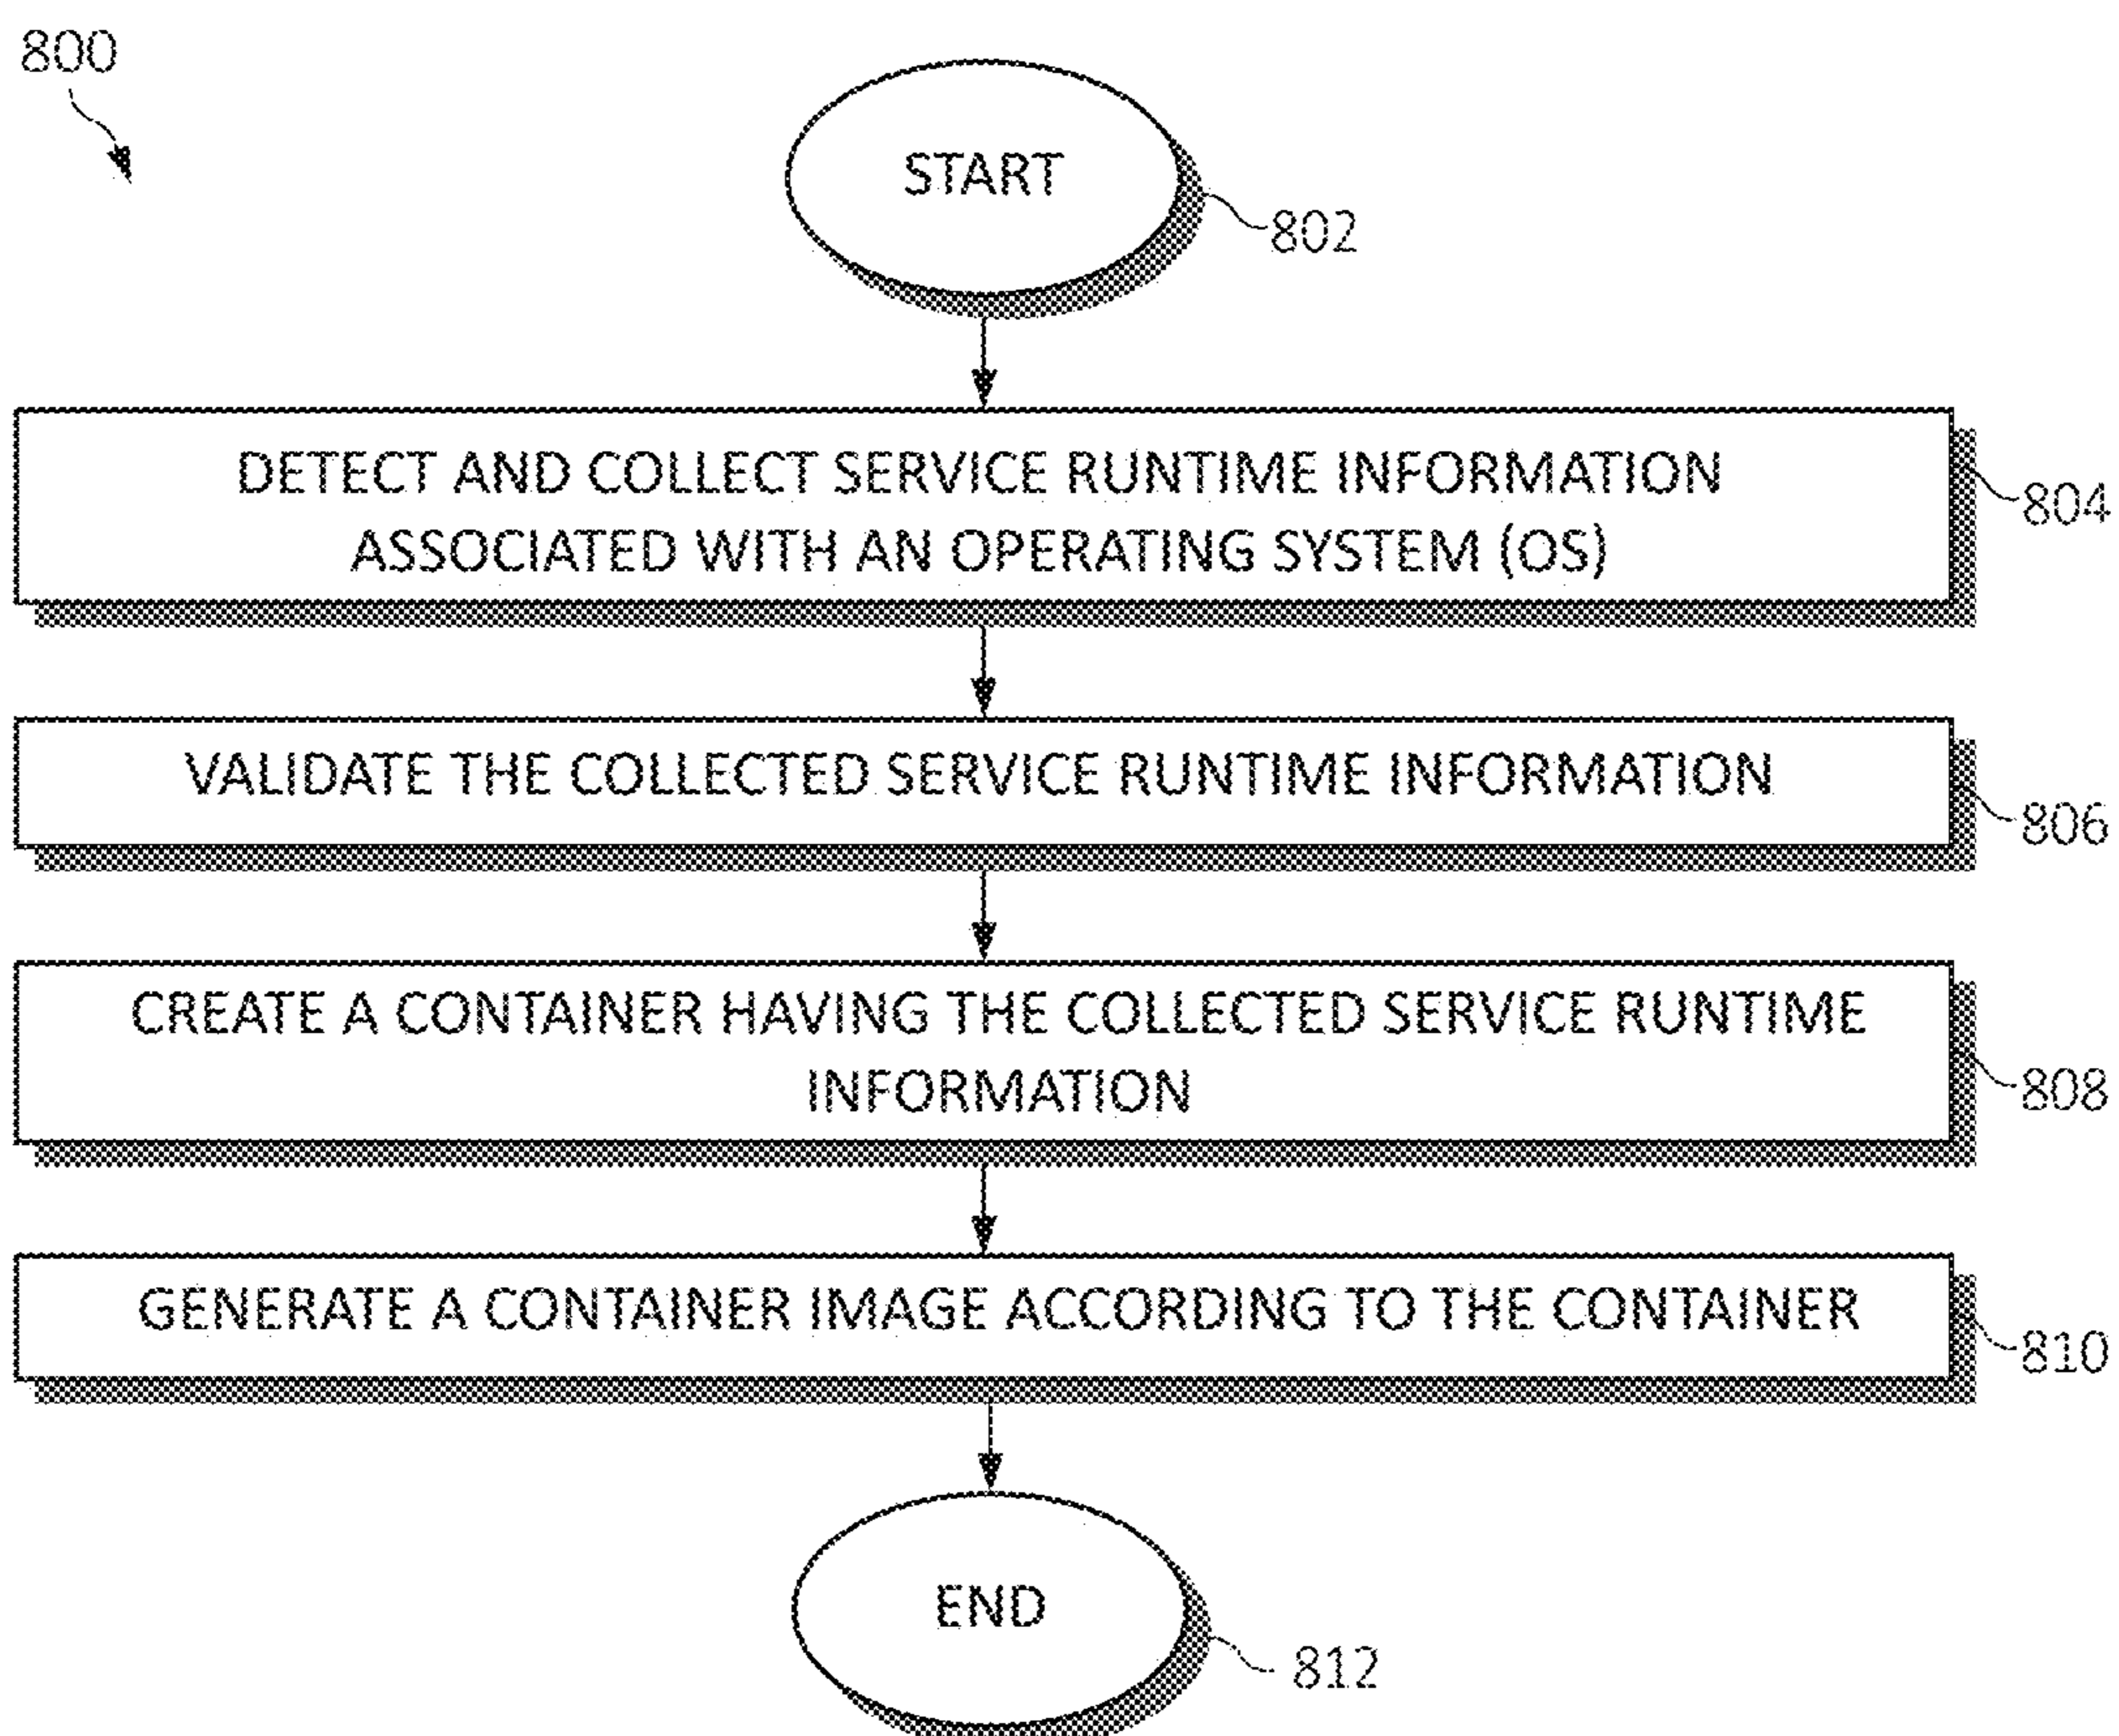 800
START
802
DETECT AND COLLECT SERVICE RUNTIME INFORMATION
ASSOCIATED WITH AN OPERATING SYSTEM (OS)
804
VALIDATE THE COLLECTED SERVICE RUNTIME INFORMATION
806
CREATE A CONTAINER HAVING THE COLLECTED SERVICE RUNTIME
INFORMATION
808
GENERATE A CONTAINER IMAGE ACCORDING TO THE CONTAINER
810
END
812